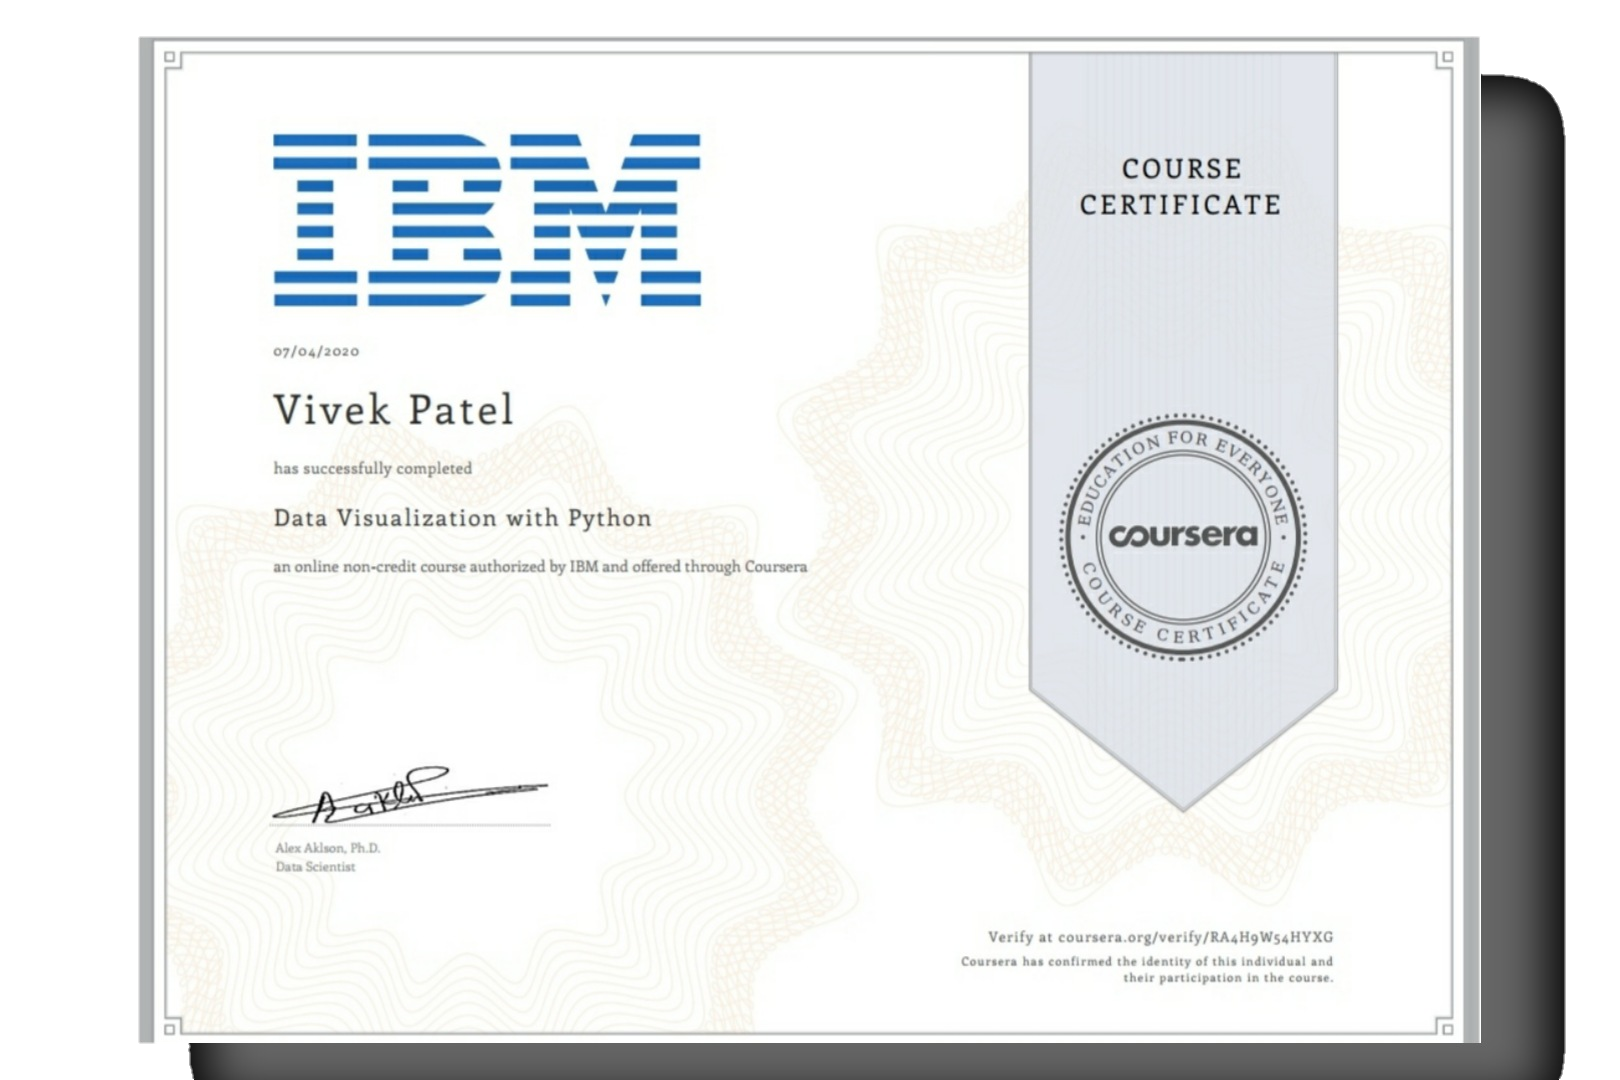 IBM
COURSE
CERTIFICATE
07/04/2020
Vivek Patel
has successfully completed
Data Visualization with Python
an online non-credit course authorized by IBM and offered through Coursera
EDUCATION FOR EVERYONE
coursera
COURSE CERTIFICATE
Alex Aklson, Ph.D.
Data Scientist
Verify at coursera.org/verify/RA4H9W54HYXG
Coursera has confirmed the identity of this individual and
their participation in the course.